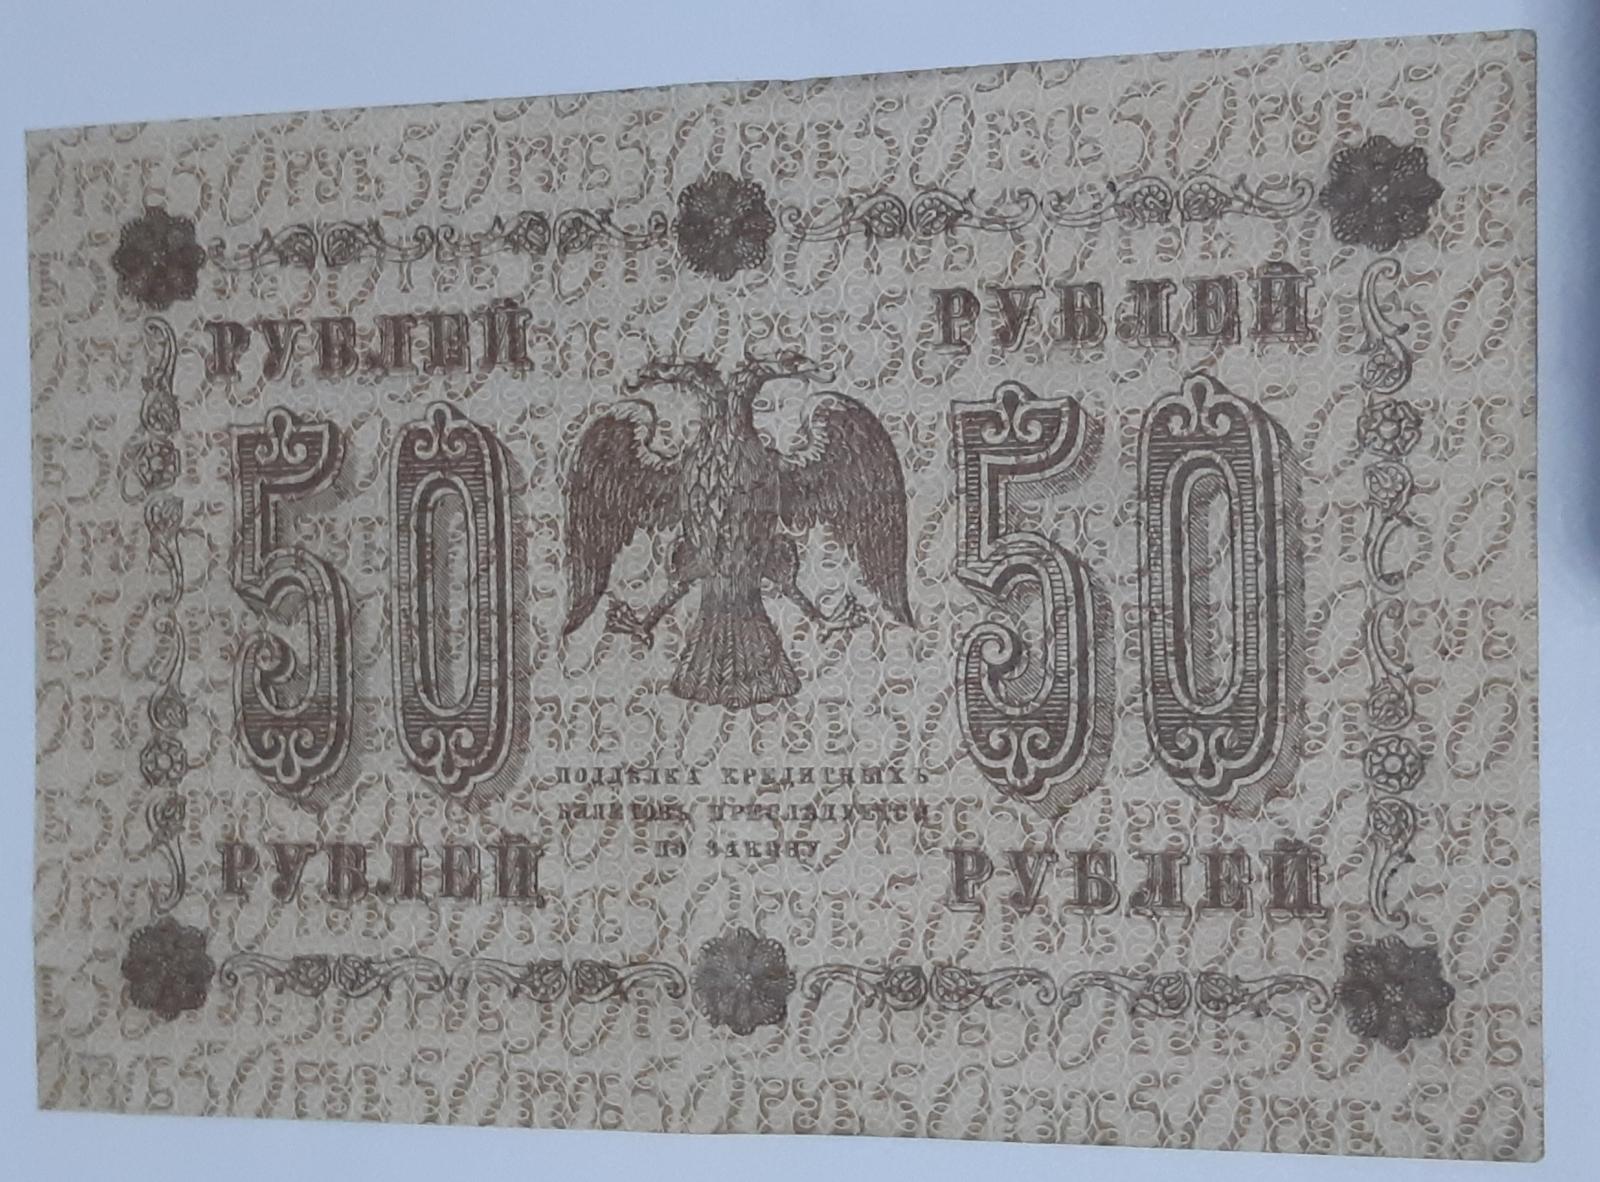 РУБЛЕЙ РУБЛЕЙ
50 50
ПОДДѢЛКА КРЕДИТНЫХЪ
БИЛЕТОВЪ ПРЕСЛѢДУЕТСЯ
ПО ЗАКОНУ
РУБЛЕЙ РУБЛЕЙ